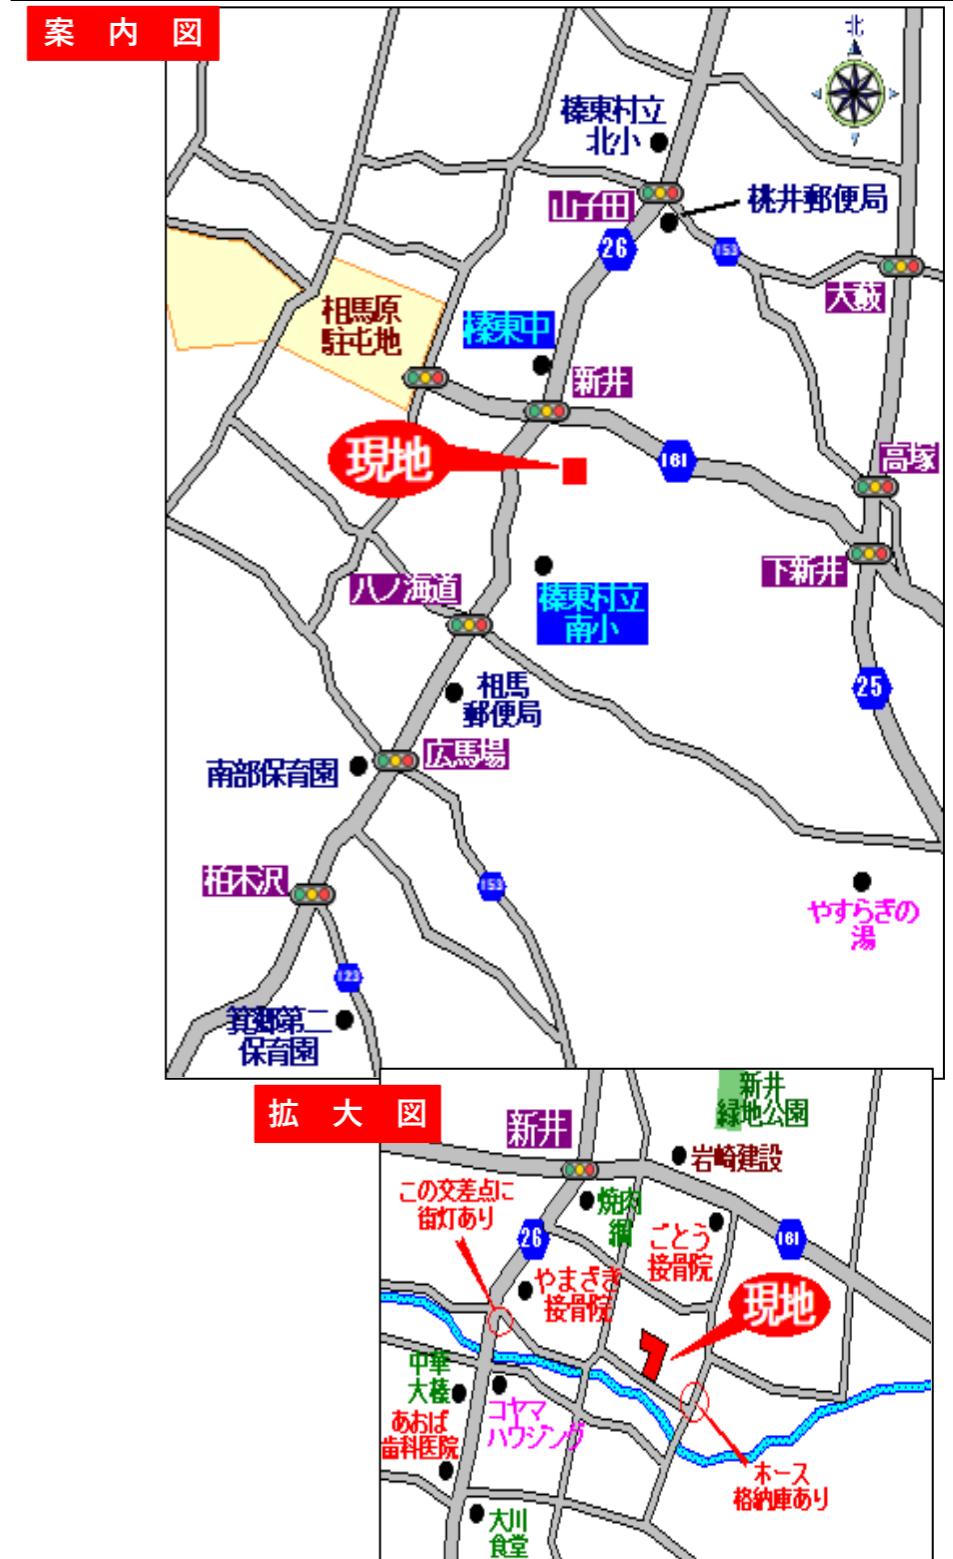 案 内 図
北
榛東村立
北小
山子田
桃井郵便局
26
153
大藪
相馬原
駐屯地
榛東中
新井
現地
161
高塚
下新井
八ノ海道
榛東村立
南小
25
相馬
郵便局
広馬場
南部保育園
柏木沢
153
やすらぎの
湯
123
箕郷第二
保育園
拡 大 図
新井
緑地公園
新井
岩崎建設
この交差点に
街灯あり
焼肉
綱
26
ごとう
接骨院
161
やまざき
接骨院
現地
中華
大榛
コヤマ
ハウジング
あおば
歯科医院
ホース
格納庫あり
大川
食堂